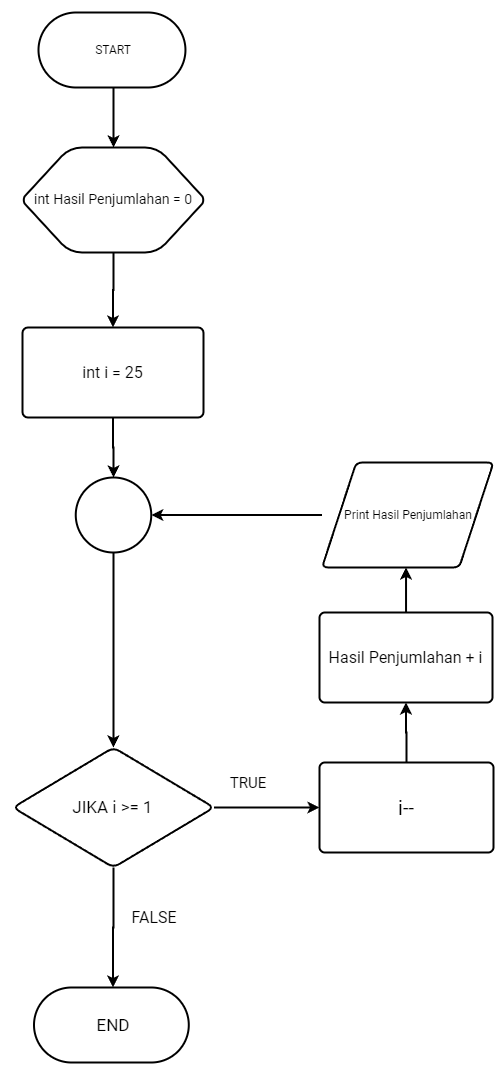 START
int Hasil Penjumlahan = 0
int i = 25
Print Hasil Penjumlahan
Hasil Penjumlahan + i
TRUE
JIKA i >= 1
i--
FALSE
END